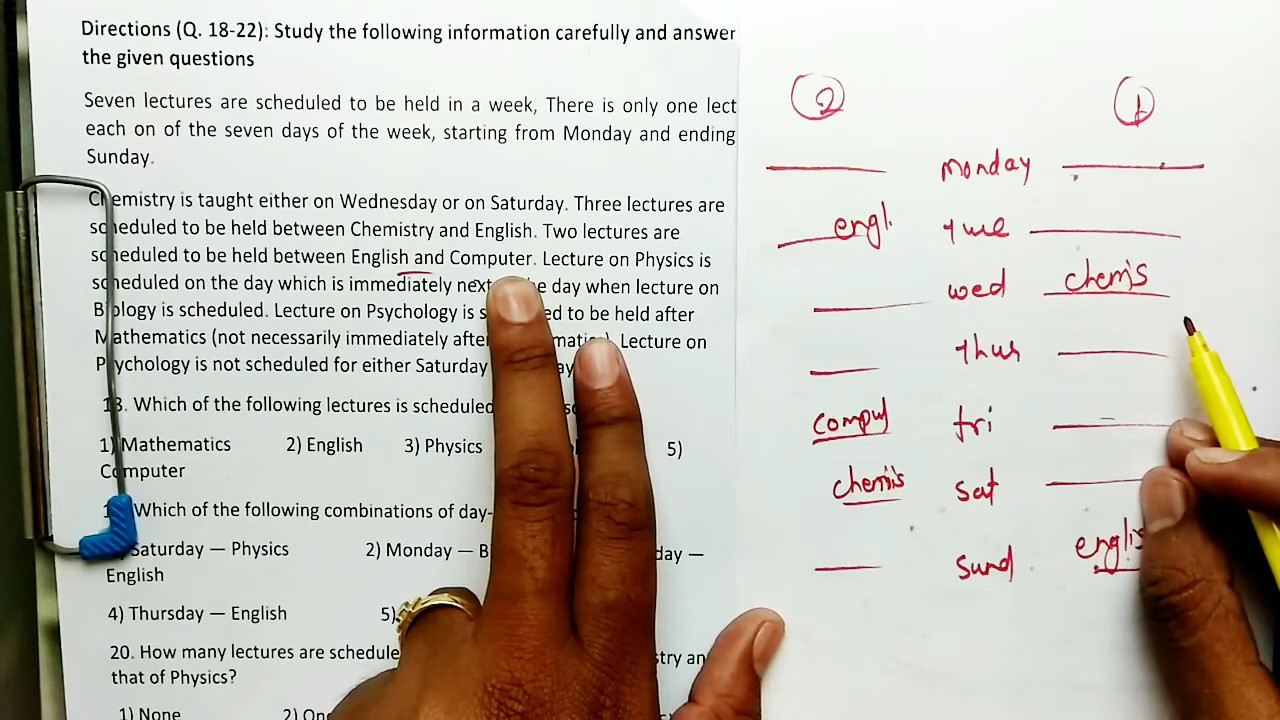 Directions (Q. 18-22): Study the following information carefully and answer
the given questions
Seven lectures are scheduled to be held in a week, There is only one lect
each on of the seven days of the week, starting from Monday and ending
Sunday.
Chemistry is taught either on Wednesday or on Saturday. Three lectures are
scheduled to be held between Chemistry and English. Two lectures are
scheduled to be held between English and Computer. Lecture on Physics is
scheduled on the day which is immediately next the day when lecture on
Biology is scheduled. Lecture on Psychology is to be held after
Mathematics (not necessarily immediately after Lecture on
Psychology is not scheduled for either Saturday
18. Which of the following lectures is scheduled
1) Mathematics 2) English 3) Physics 5)
Computer
Which of the following combinations of day-
Saturday — Physics 2) Monday — B day —
English
4) Thursday — English 5)
20. How many lectures are schedule try an
that of Physics?
1) None 2) On
2 1
monday
engl. tue
wed chemis
thus
comput fri
chemis sat
sund englis